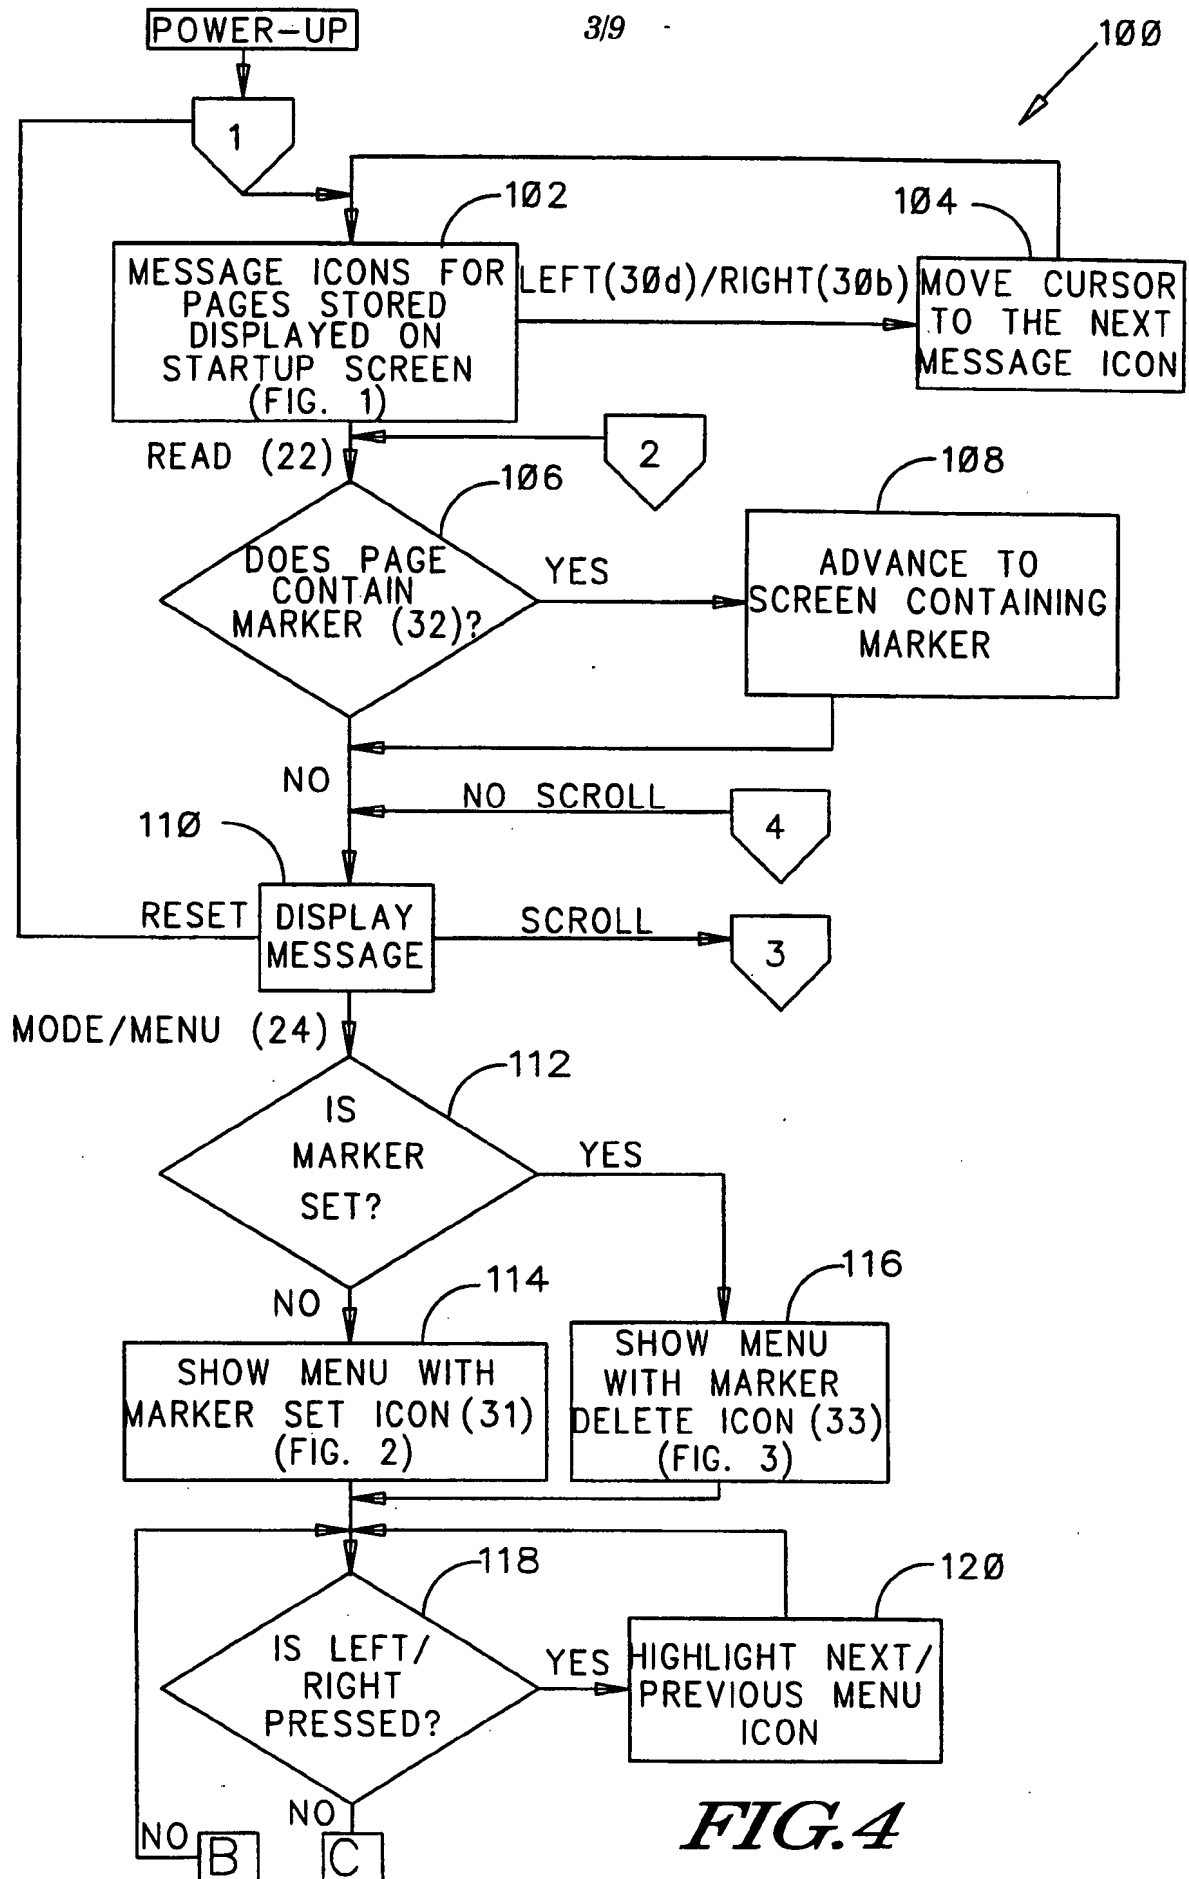 POWER-UP
3/9
100
1
102
104
MESSAGE ICONS FOR
PAGES STORED
DISPLAYED ON
STARTUP SCREEN
(FIG. 1)
LEFT(30d)/RIGHT(30b)
MOVE CURSOR
TO THE NEXT
MESSAGE ICON
READ (22)
2
106
108
DOES PAGE
CONTAIN
MARKER (32)?
YES
ADVANCE TO
SCREEN CONTAINING
MARKER
NO
NO SCROLL
4
110
RESET
DISPLAY
MESSAGE
SCROLL
3
MODE/MENU (24)
112
IS
MARKER
SET?
YES
NO
114
116
SHOW MENU WITH
MARKER SET ICON (31)
(FIG. 2)
SHOW MENU
WITH MARKER
DELETE ICON (33)
(FIG. 3)
118
120
IS LEFT/
RIGHT
PRESSED?
YES
HIGHLIGHT NEXT/
PREVIOUS MENU
ICON
NO
NO
B
C
FIG.4